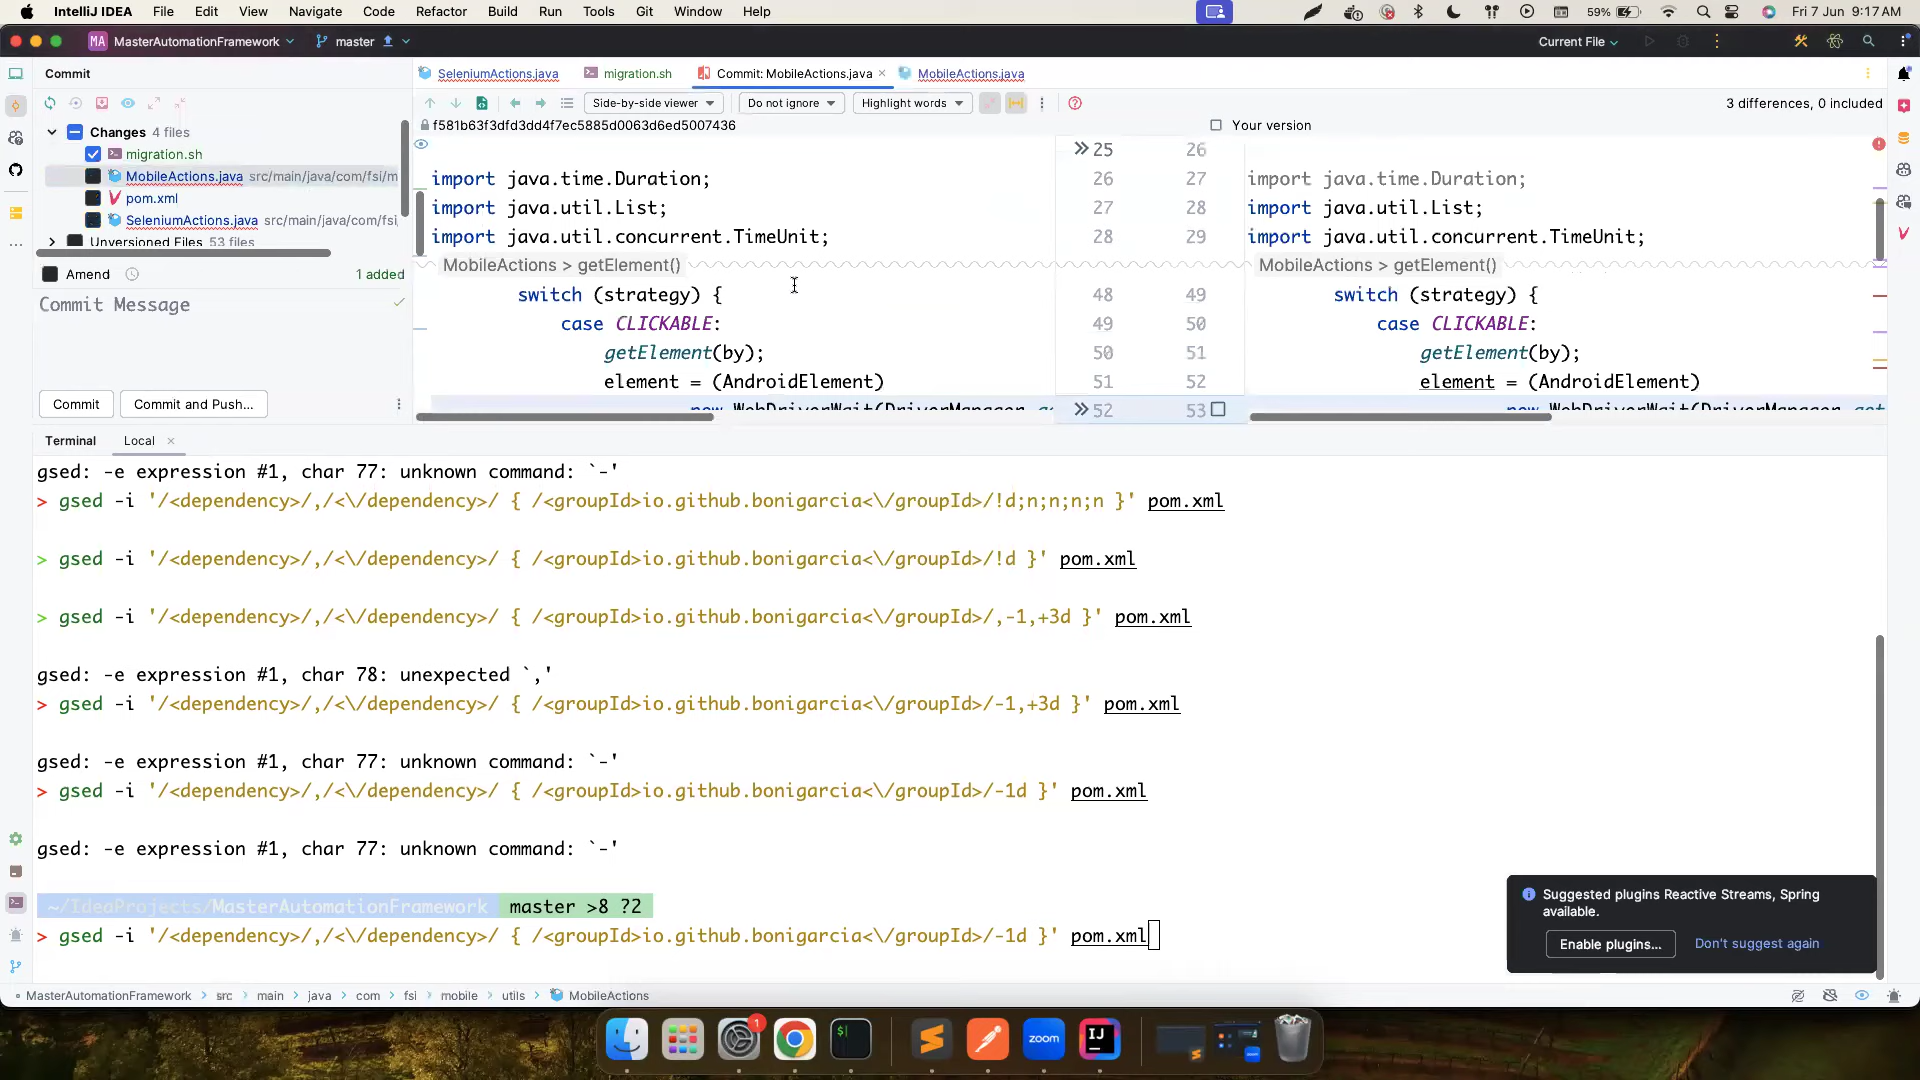 IntelliJ IDEA File Edit View Navigate Code Refactor Build Run Tools Git Window Help 59% Fri 7 Jun 9:17 AM
MA MasterAutomationFramework master Current File
Commit SeleniumActions.java migration.sh Commit: MobileActions.java MobileActions.java
Side-by-side viewer Do not ignore Highlight words 3 differences, 0 included
f581b63f3dfd3dd4f7ec5885d0063d6ed5007436 Your version
Changes 4 files
migration.sh
MobileActions.java src/main/java/com/fsi/m
pom.xml
SeleniumActions.java src/main/java/com/fsi,
Unversioned Files 53 files
Amend 1 added
Commit Message
Commit Commit and Push...
25 26
import java.time.Duration; 26 27 import java.time.Duration;
import java.util.List; 27 28 import java.util.List;
import java.util.concurrent.TimeUnit; 28 29 import java.util.concurrent.TimeUnit;
MobileActions > getElement() MobileActions > getElement()
switch (strategy) { 48 49 switch (strategy) {
case CLICKABLE: 49 50 case CLICKABLE:
getElement(by); 50 51 getElement(by);
element = (AndroidElement) 51 52 element = (AndroidElement)
new WebDriverWait(DriverManager.ge 52 53 new WebDriverWait(DriverManager.get
Terminal Local
gsed: -e expression #1, char 77: unknown command: `-'
> gsed -i '/<dependency>/,/<\/dependency>/ { /<groupId>io.github.bonigarcia<\/groupId>/!d;n;n;n;n }' pom.xml
> gsed -i '/<dependency>/,/<\/dependency>/ { /<groupId>io.github.bonigarcia<\/groupId>/!d }' pom.xml
> gsed -i '/<dependency>/,/<\/dependency>/ { /<groupId>io.github.bonigarcia<\/groupId>/,-1,+3d }' pom.xml
gsed: -e expression #1, char 78: unexpected `,'
> gsed -i '/<dependency>/,/<\/dependency>/ { /<groupId>io.github.bonigarcia<\/groupId>/-1,+3d }' pom.xml
gsed: -e expression #1, char 77: unknown command: `-'
> gsed -i '/<dependency>/,/<\/dependency>/ { /<groupId>io.github.bonigarcia<\/groupId>/-1d }' pom.xml
gsed: -e expression #1, char 77: unknown command: `-'
~/IdeaProjects/MasterAutomationFramework master >8 ?2
> gsed -i '/<dependency>/,/<\/dependency>/ { /<groupId>io.github.bonigarcia<\/groupId>/-1d }' pom.xml
Suggested plugins Reactive Streams, Spring
available.
Enable plugins... Don't suggest again
MasterAutomationFramework > src > main > java > com > fsi > mobile > utils > MobileActions
1
$
zoom
IJ